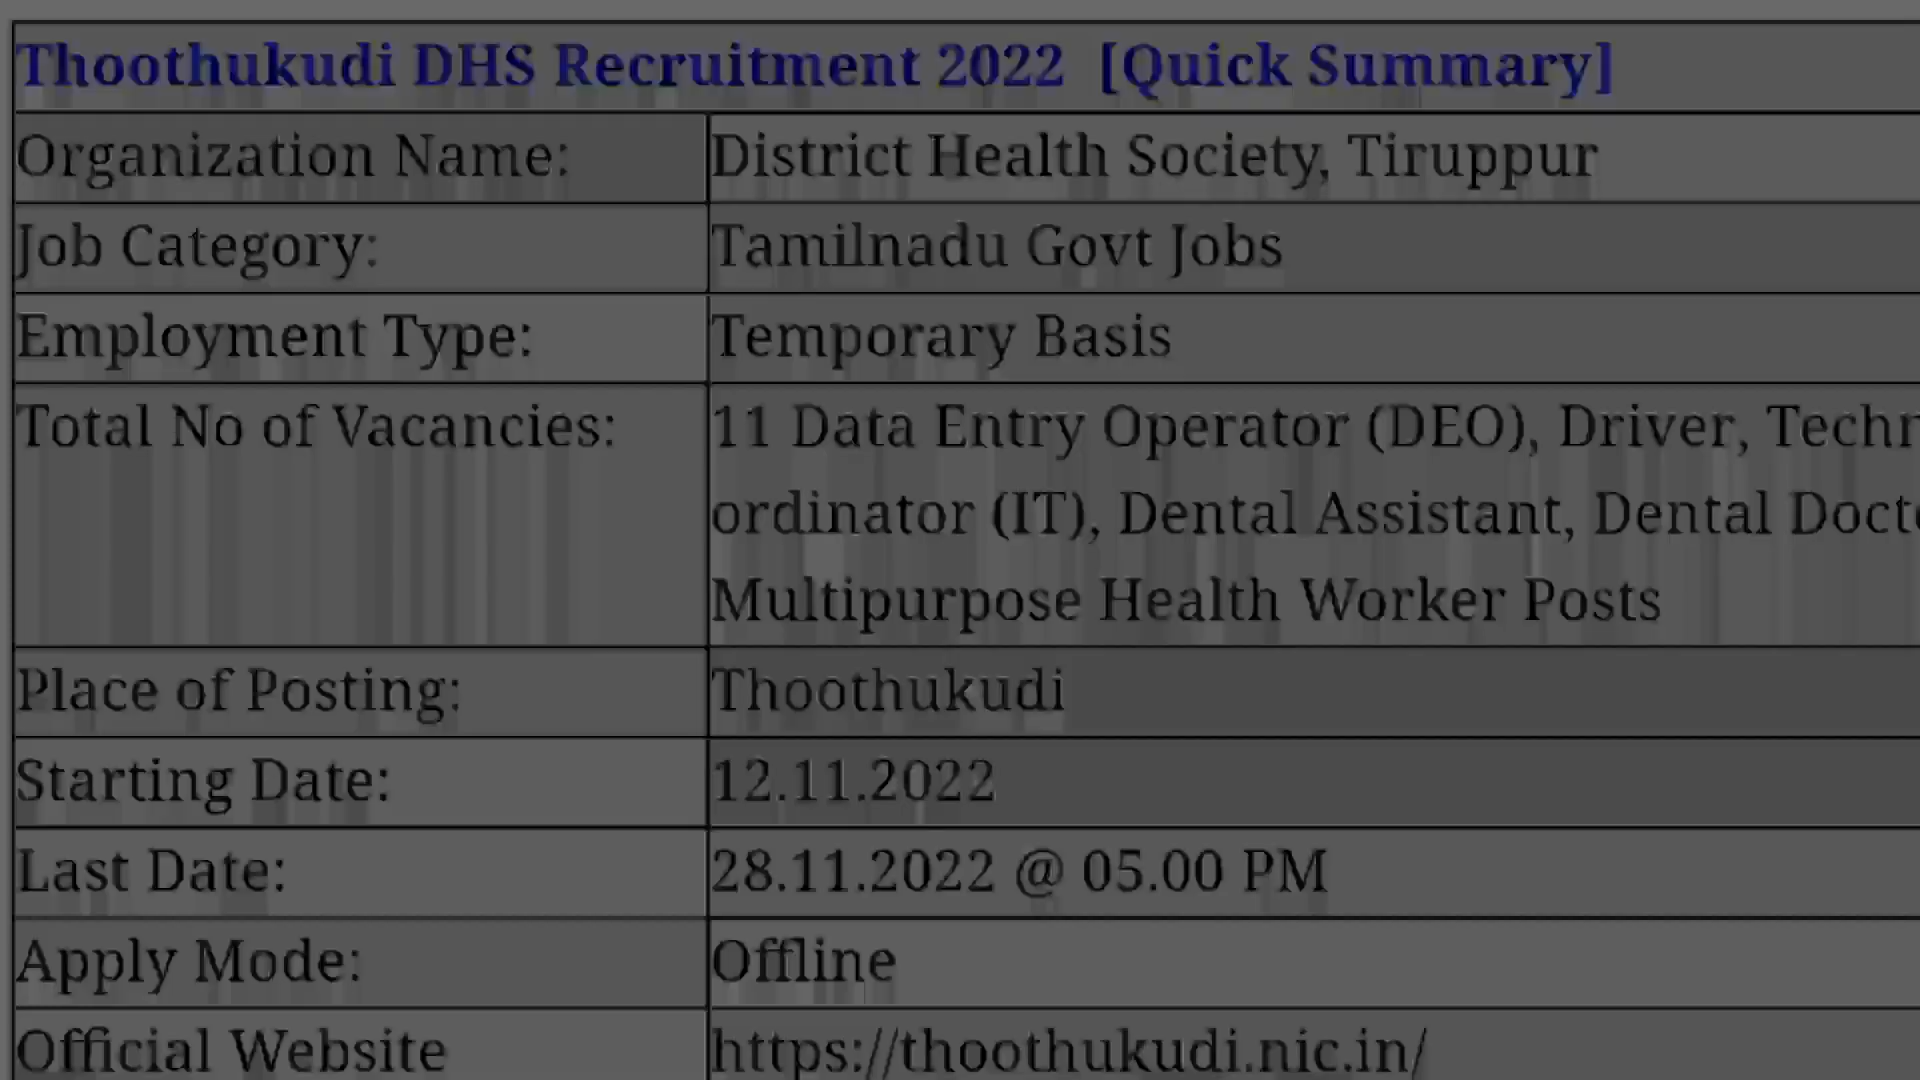 Thoothukudi DHS Recruitment 2022 [Quick Summary]
Organization Name: District Health Society, Tiruppur
Job Category: Tamilnadu Govt Jobs
Employment Type: Temporary Basis
Total No of Vacancies: 11 Data Entry Operator (DEO), Driver,
ordinator (IT), Dental Assistant, Dental
Multipurpose Health Worker Posts
Place of Posting: Thoothukudi
Starting Date: 12.11.2022
Last Date: 28.11.2022 @ 05.00 PM
Apply Mode: Offline
Official Website https://thoothukudi.nic.in/